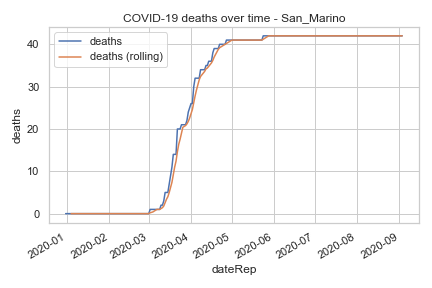 COVID-19 deaths over time - San_Marino
deaths
deaths (rolling)
deaths
40
30
20
10
0
2020-01
2020-02
2020-03
2020-04
2020-05
2020-06
2020-07
2020-08
2020-09
dateRep